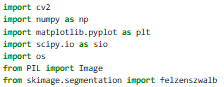 import cv2
import numpy as np
import matplotlib.pyplot as plt
import scipy.io as sio
import os
from PIL import Image
from skimage.segmentation import felzenszwalb